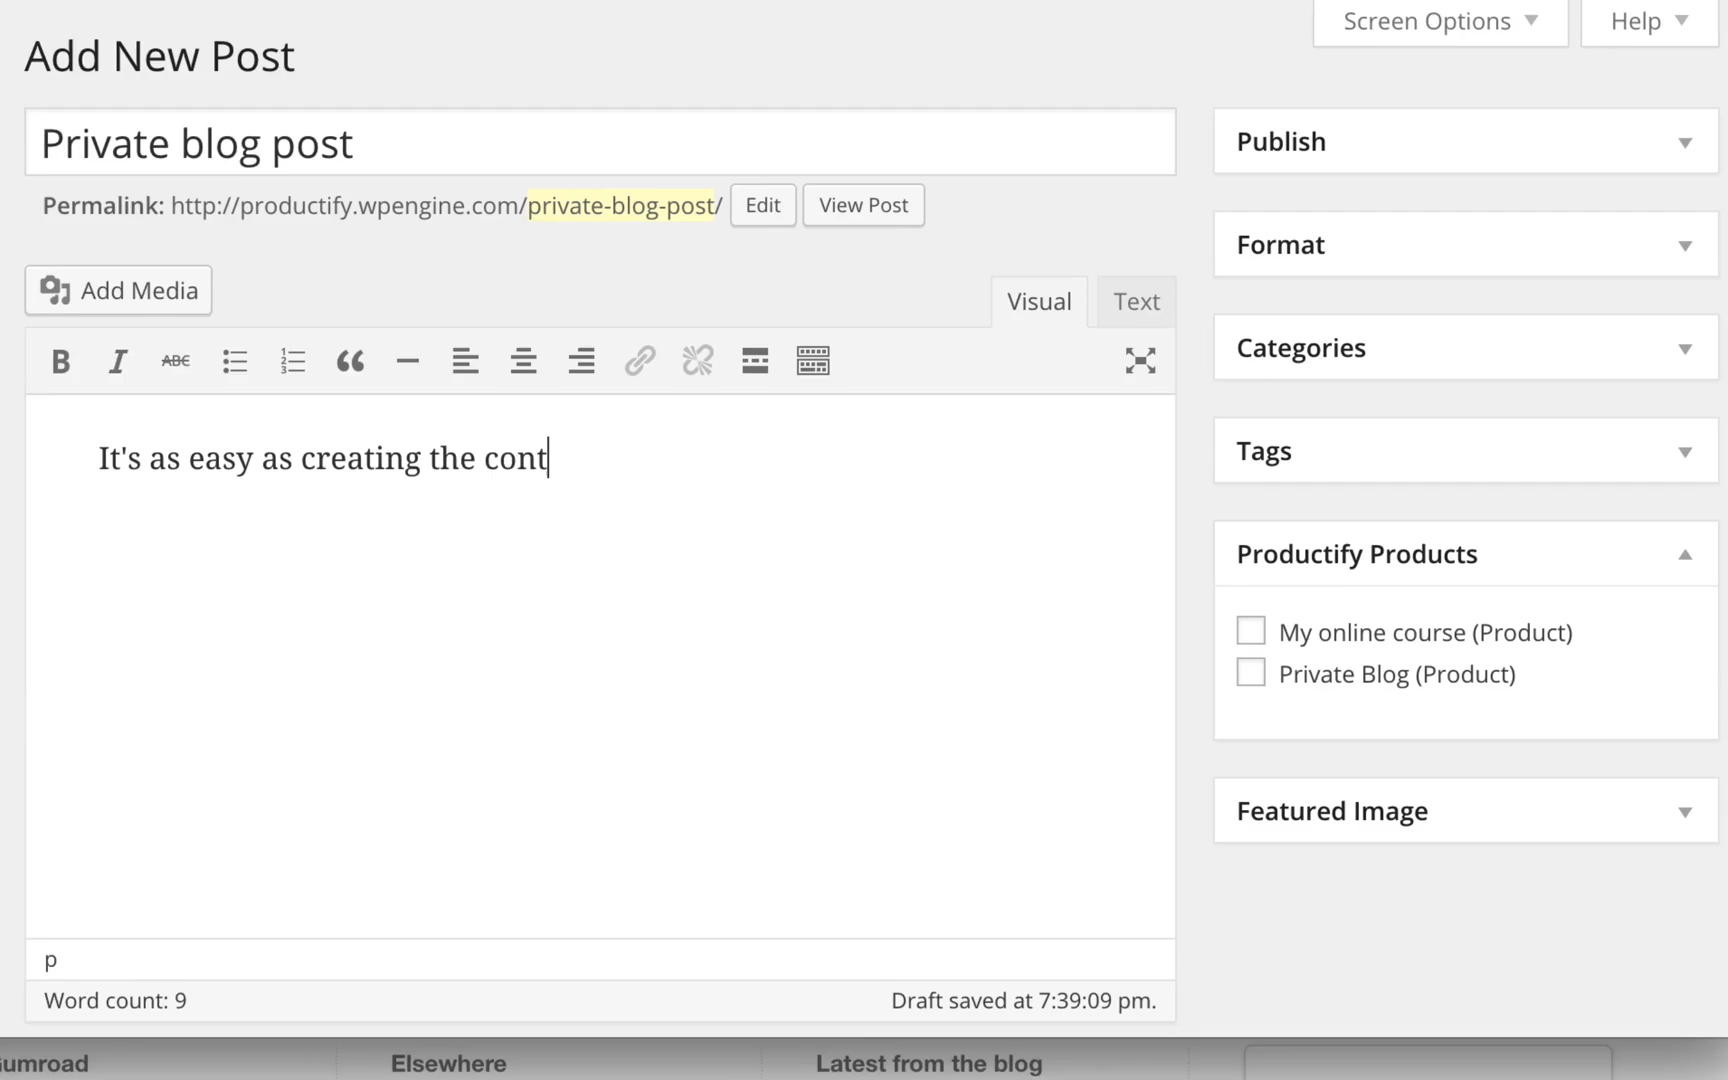 Screen Options
Help
Add New Post
Private blog post
Permalink: http://productify.wpengine.com/private-blog-post/ Edit View Post
Add Media
Visual Text
B I ABC
It's as easy as creating the cont
p
Word count: 9
Draft saved at 7:39:09 pm.
Publish
Format
Categories
Tags
Productify Products
My online course (Product)
Private Blog (Product)
Featured Image
umroad
Elsewhere
Latest from the blog